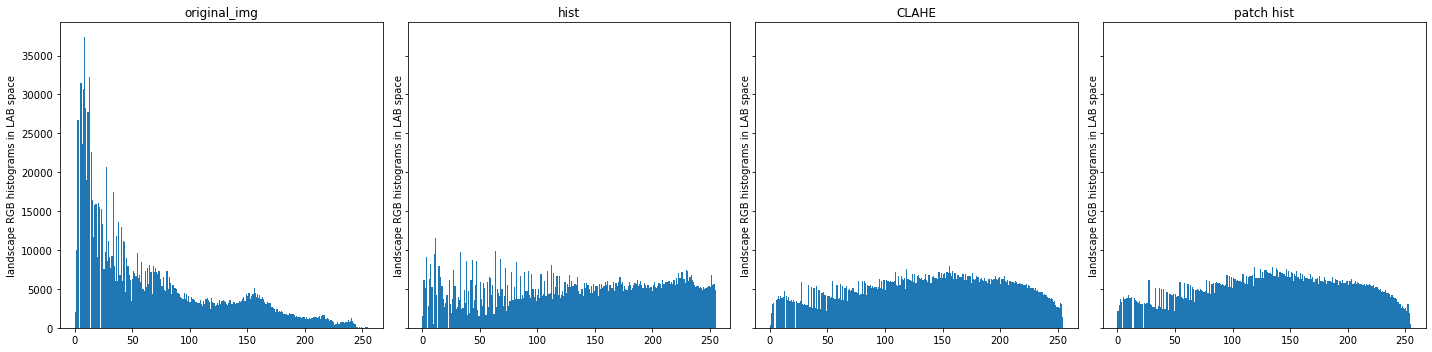 original_img
hist
CLAHE
patch hist
landscape RGB histograms in LAB space
landscape RGB histograms in LAB space
landscape RGB histograms in LAB space
landscape RGB histograms in LAB space
35000
30000
25000
20000
15000
10000
5000
0
0 50 100 150 200 250
0 50 100 150 200 250
0 50 100 150 200 250
0 50 100 150 200 250